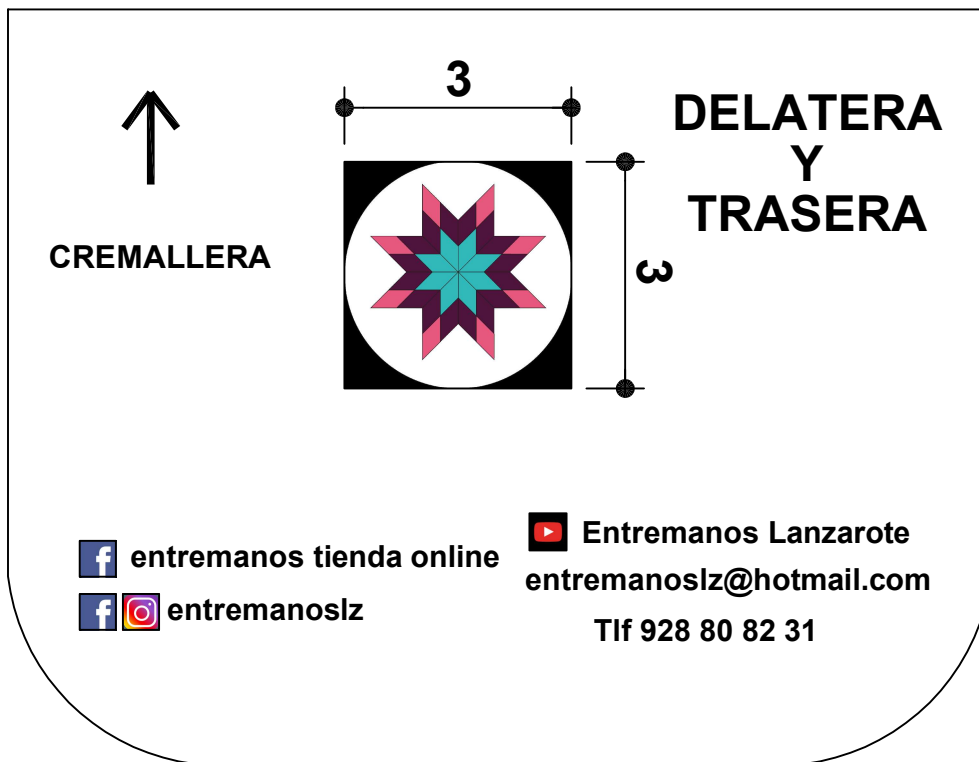 3
DELATERA
Y
TRASERA
CREMALLERA
3
entremanos tienda online
entremanoslz
Entremanos Lanzarote
entremanoslz@hotmail.com
Tlf 928 80 82 31